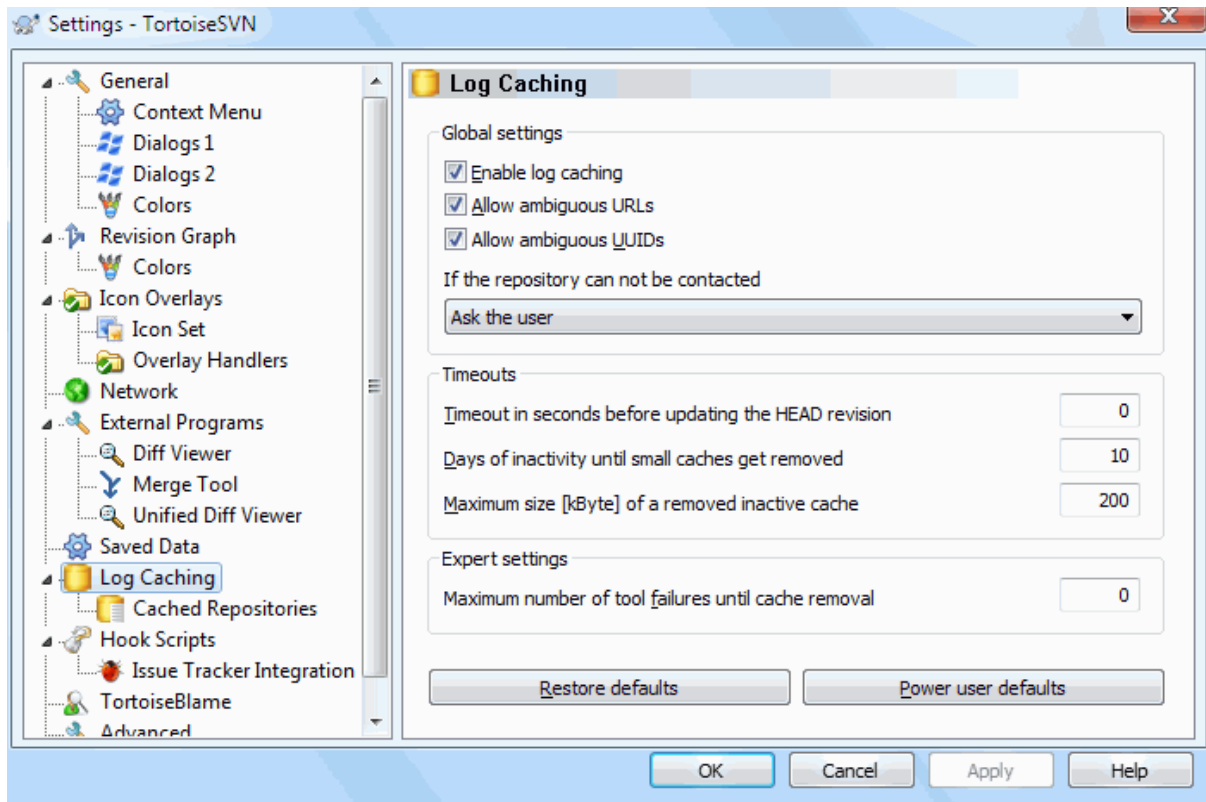 Settings - TortoiseSVN
General
Context Menu
Dialogs 1
Dialogs 2
Colors
Revision Graph
Colors
Icon Overlays
Icon Set
Overlay Handlers
Network
External Programs
Diff Viewer
Merge Tool
Unified Diff Viewer
Saved Data
Log Caching
Cached Repositories
Hook Scripts
Issue Tracker Integration
TortoiseBlame
Advanced
Log Caching
Global settings
Enable log caching
Allow ambiguous URLs
Allow ambiguous UUIDs
If the repository can not be contacted
Ask the user
Timeouts
Timeout in seconds before updating the HEAD revision 0
Days of inactivity until small caches get removed 10
Maximum size [kByte] of a removed inactive cache 200
Expert settings
Maximum number of tool failures until cache removal 0
Restore defaults Power user defaults
OK Cancel Apply Help